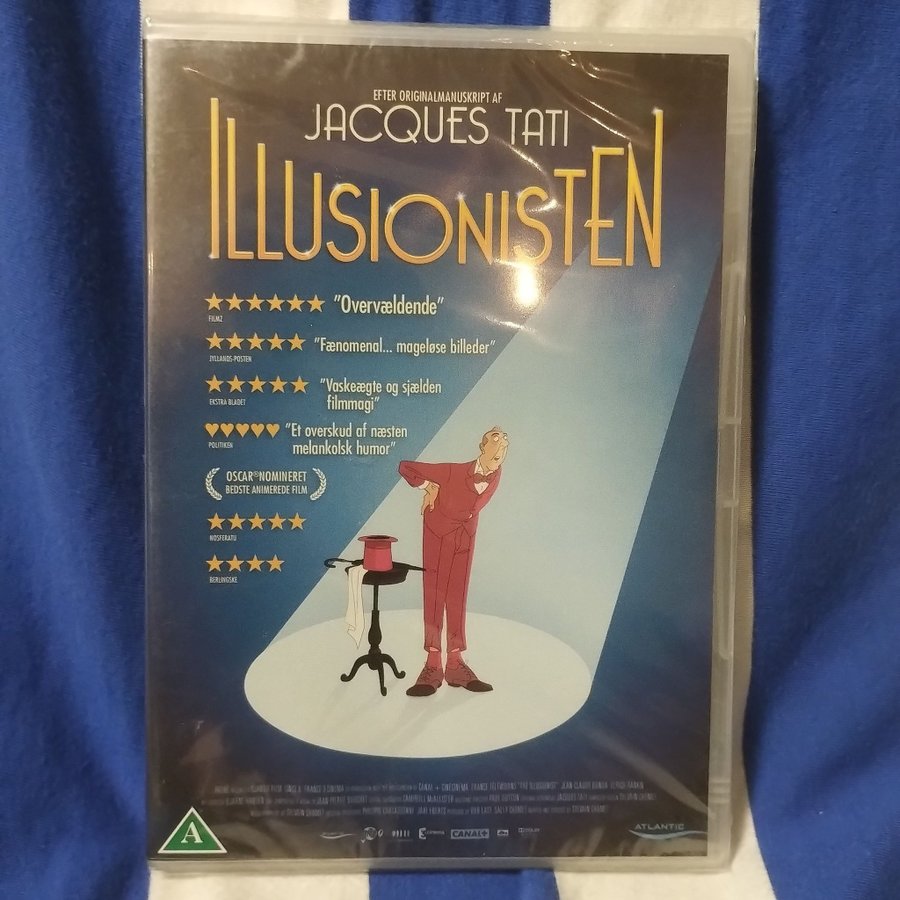 EFTER ORIGINALMANUSKRIPT AF
JACQUES TATI
ILLUSIONISTEN
"Overvældende"
FILMZ
"Fænomenal... mageløse billeder"
JYLLANDS-POSTEN
"Vaskeægte og sjælden
filmmagi"
EKSTRA BLADET
"Et overskud af næsten
melankolsk humor"
POLITIKEN
OSCAR® NOMINERET
BEDSTE ANIMEREDE FILM
NOSFERATU
BERLINGSKE
CANAL+
ATLANTIC
A